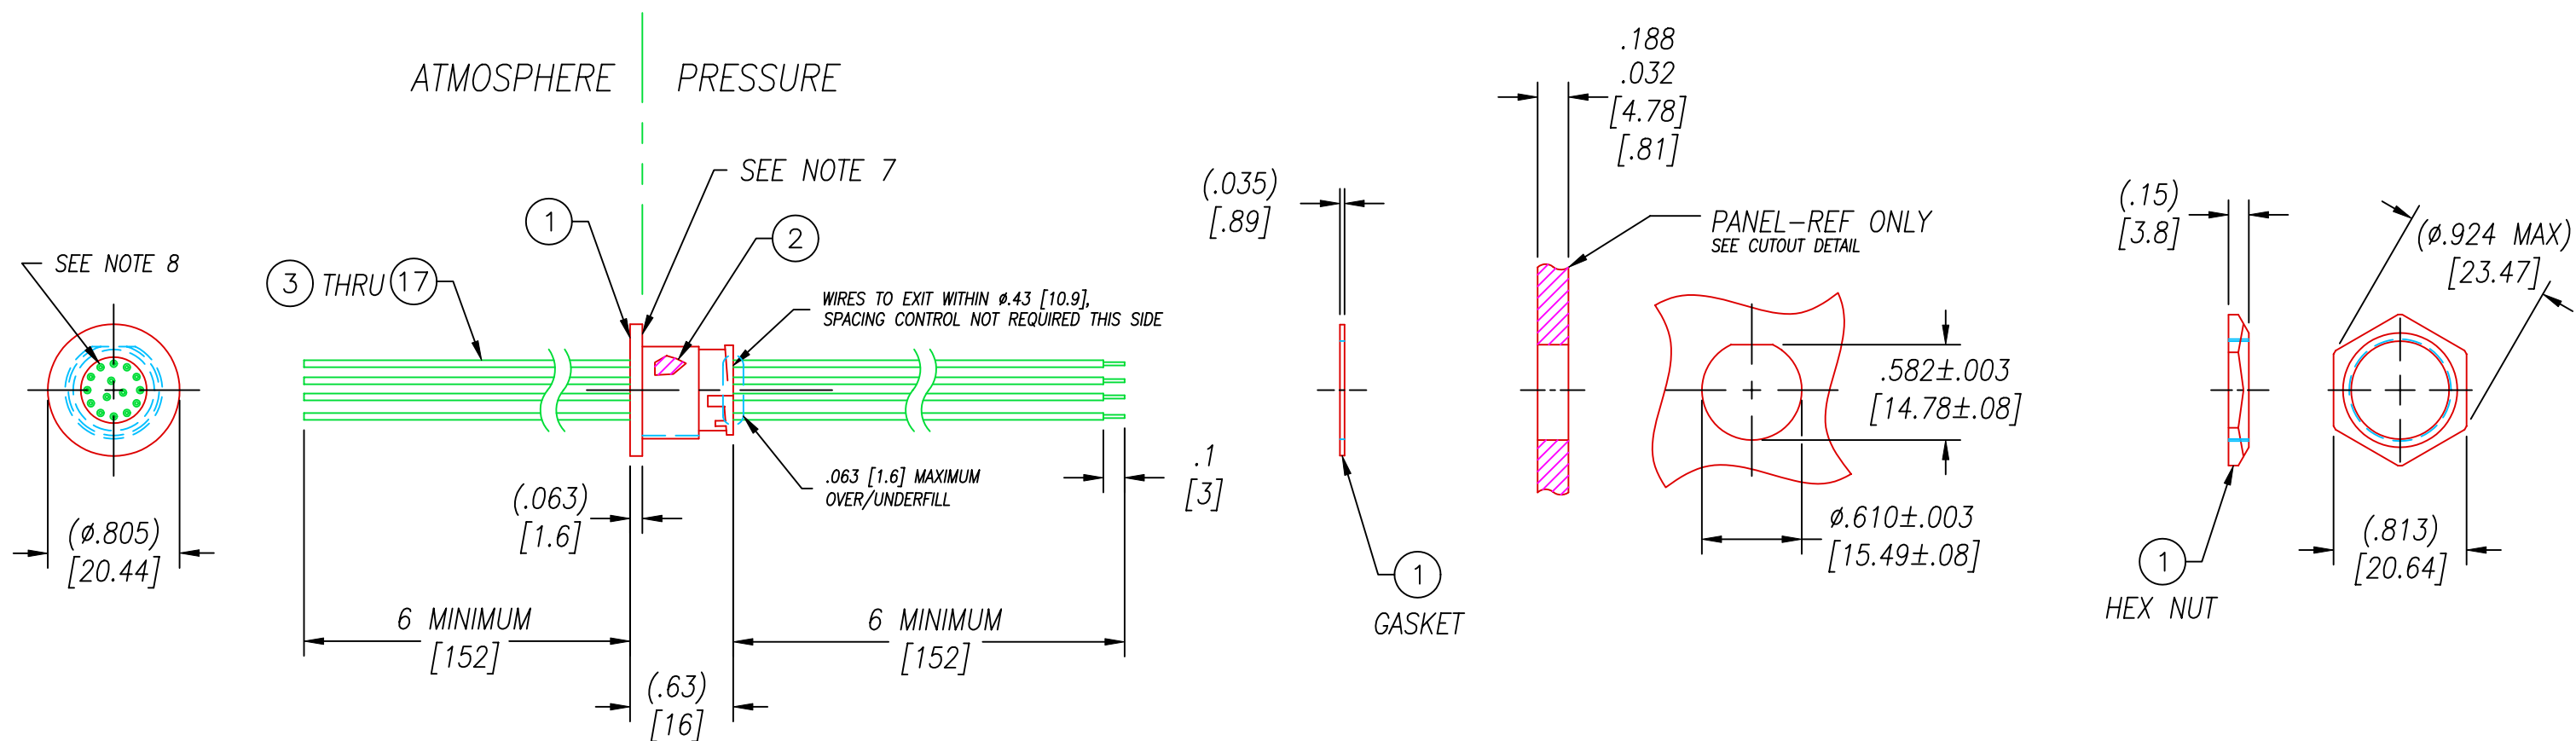 ATMOSPHERE
PRESSURE
SEE NOTE 7
1
2
SEE NOTE 8
3 THRU 17
WIRES TO EXIT WITHIN ø.43 [10.9],
SPACING CONTROL NOT REQUIRED THIS SIDE
.063 [1.6] MAXIMUM
OVER/UNDERFILL
(.063)
[1.6]
.1
[3]
(ø.805)
[20.44]
6 MINIMUM
[152]
6 MINIMUM
[152]
(.63)
[16]
(.035)
[.89]
1
GASKET
.188
.032
[4.78]
[.81]
PANEL-REF ONLY
SEE CUTOUT DETAIL
.582±.003
[14.78±.08]
ø.610±.003
[15.49±.08]
(.15)
[3.8]
1
HEX NUT
(ø.924 MAX)
[23.47]
(.813)
[20.64]